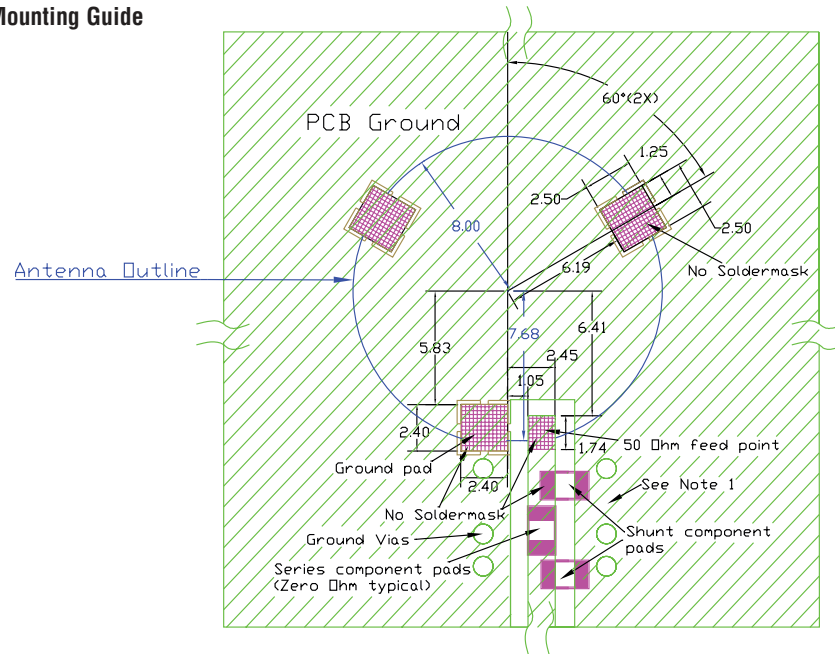 Mounting Guide
60°(2X)
PCB Ground
1.25
2.50
8.00
2.50
6.19
No Soldermask
Antenna Outline
7.68
6.41
5.83
2.45
1.05
2.40
1.74
50 Ohm feed point
Ground pad
2.40
See Note 1
No Soldermask
Ground Vias
Shunt component
pads
Series component pads
(Zero Ohm typical)